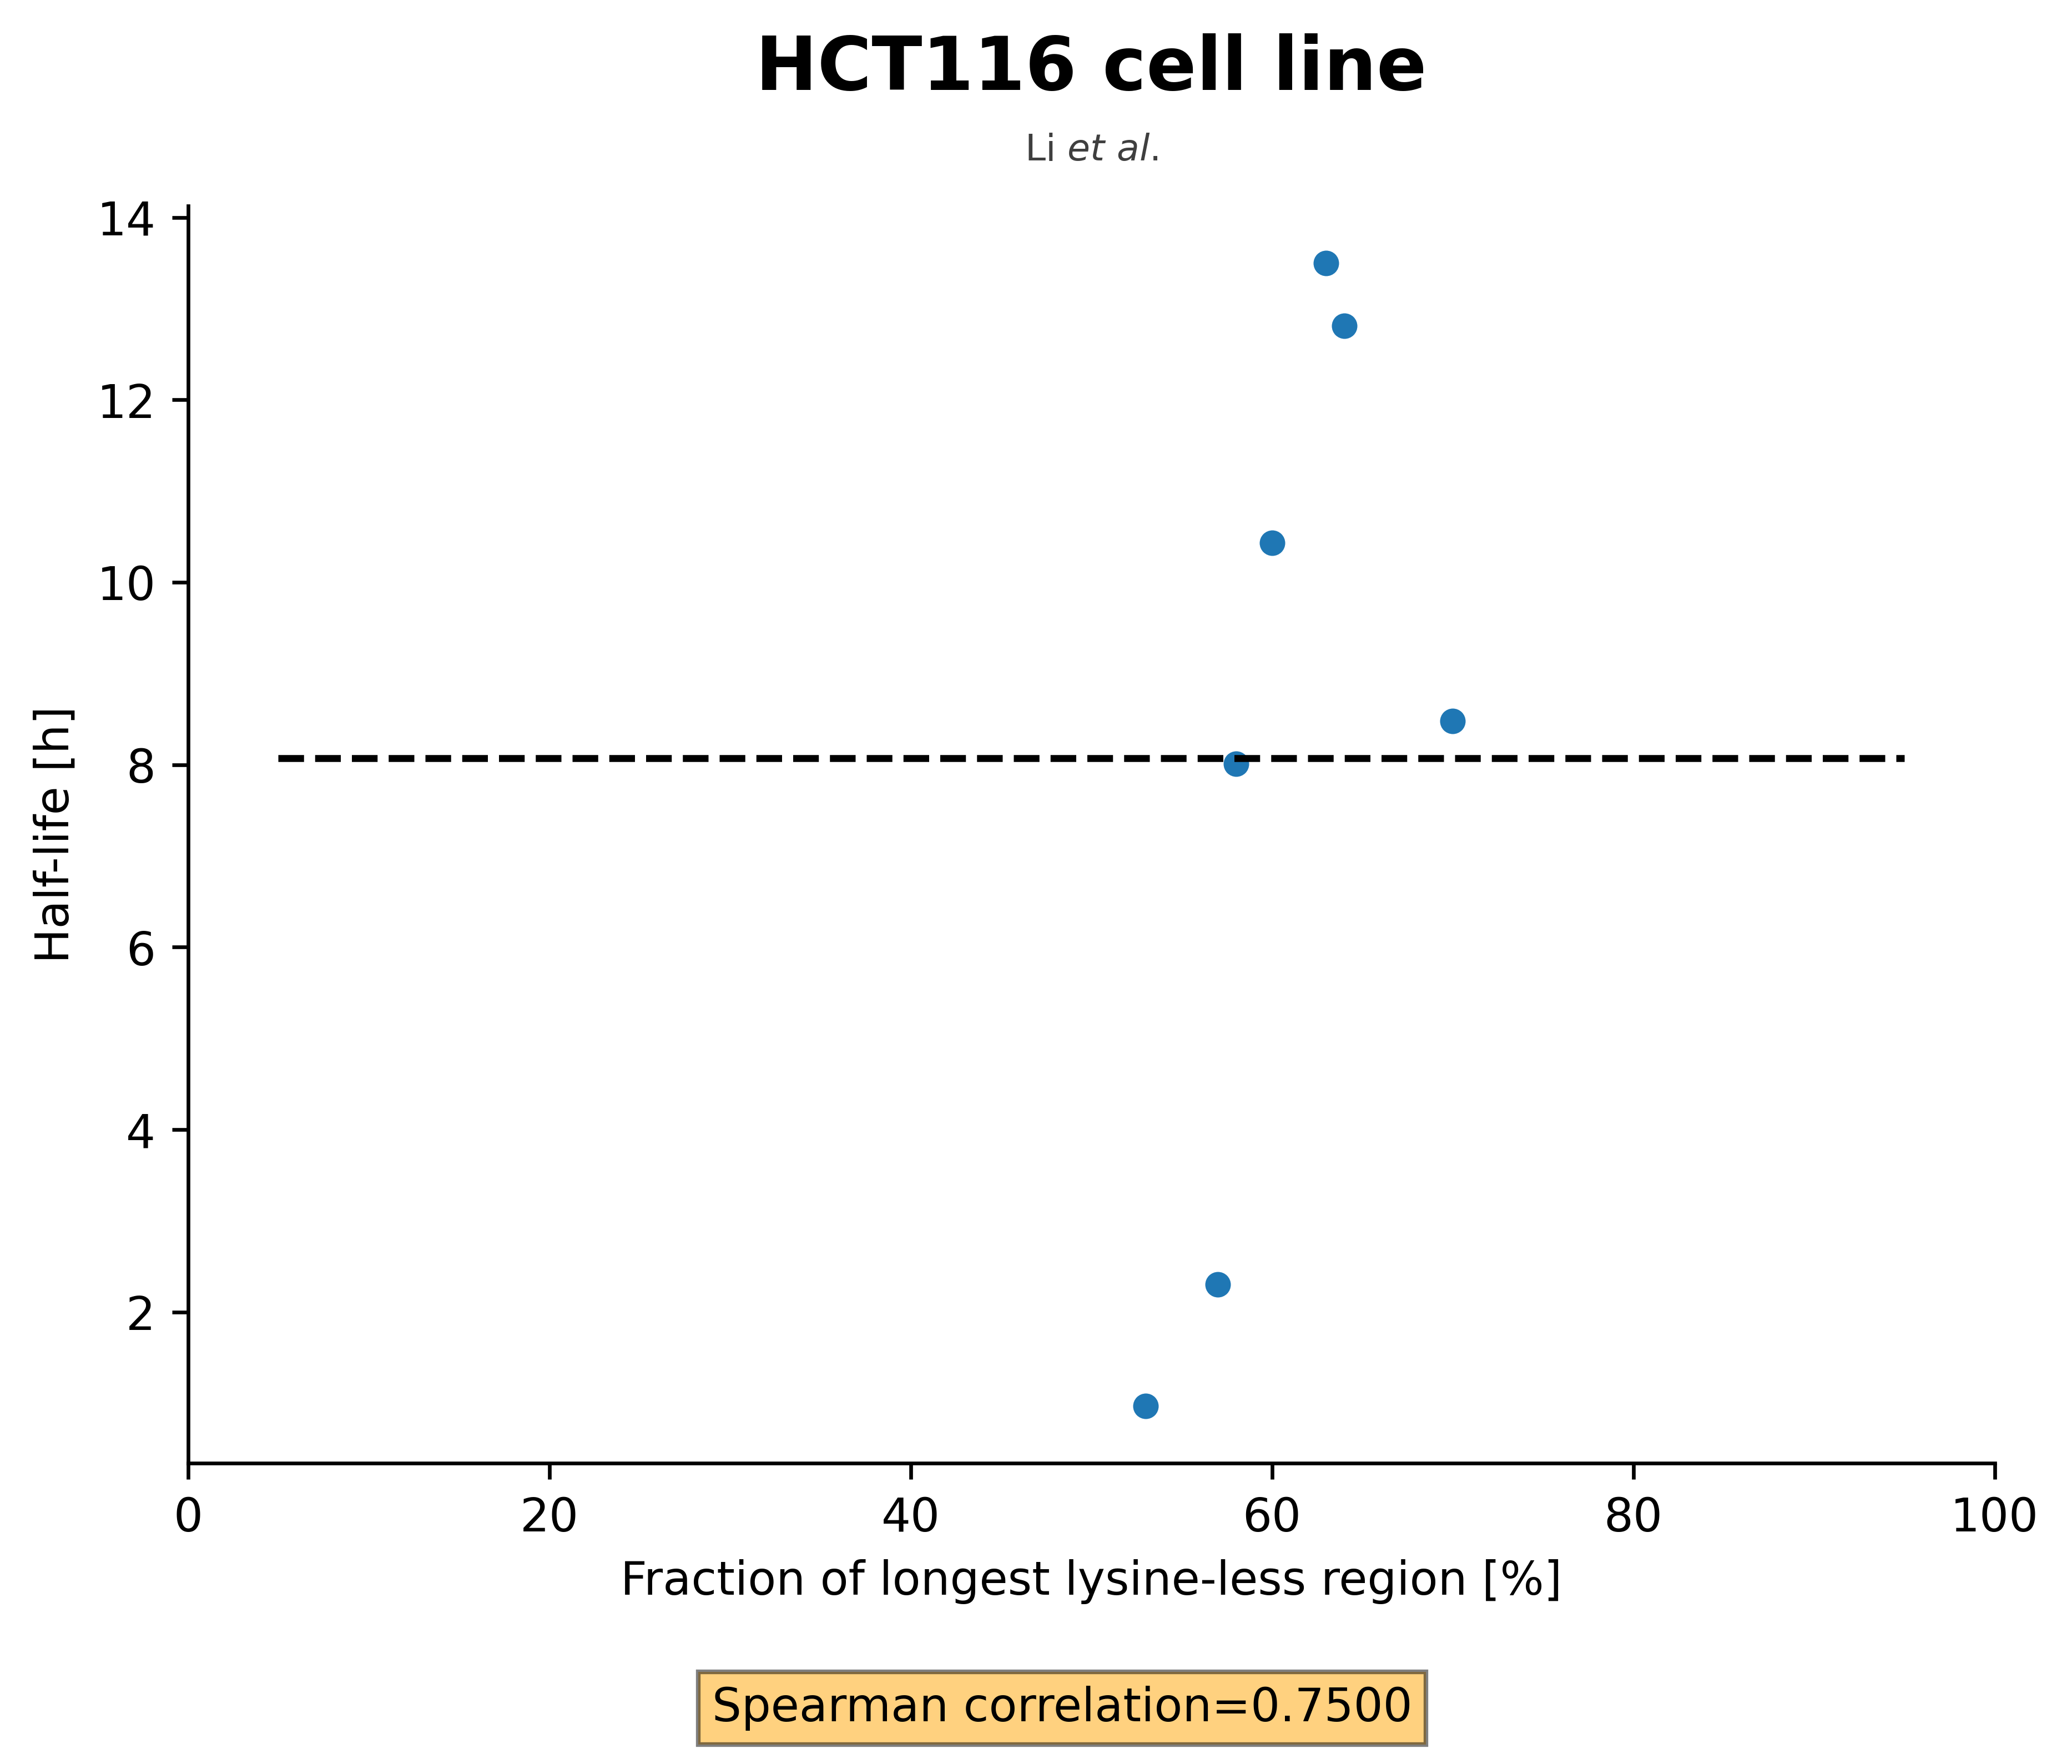 HCT116 cell line
Li et al.
14
12
10
8
6
4
2
Half-life [h]
0 20 40 60 80 100
Fraction of longest lysine-less region [%]
Spearman correlation=0.7500